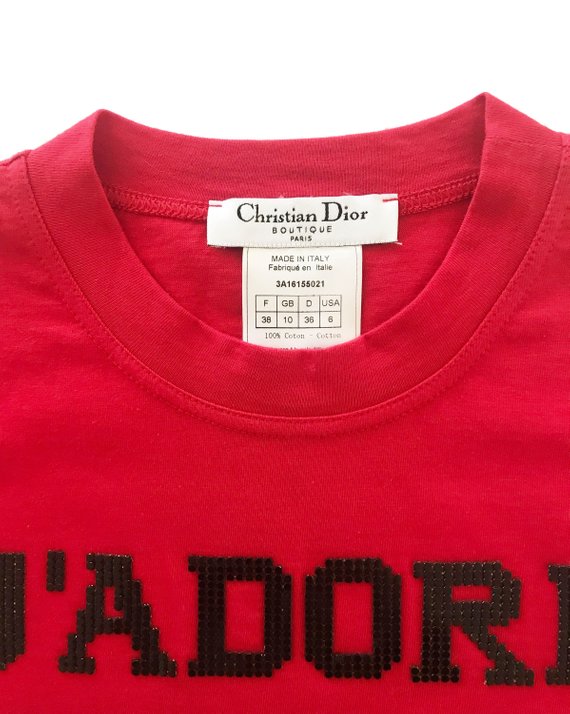 Christian Dior
BOUTIQUE
PARIS
MADE IN ITALY
Fabriqué en Italie
3A16155021
F GB D USA
38 10 36 6
100% Coton - Cotton
J'ADORE